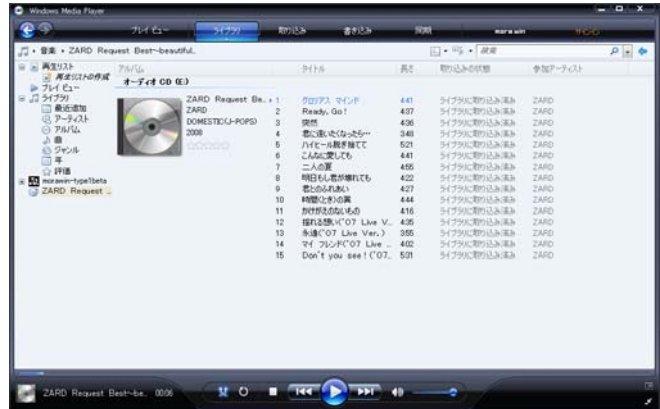 Windows Media Player
プレイ ビュー ライブラリ 取り込み 書き込み 同期 mora win サインイン
音楽 ▸ ZARD Request Best~beautiful.. 検索
再生リスト
再生リストの作成
プレイ ビュー
ライブラリ
最近追加
アーティスト
アルバム
曲
ジャンル
年
評価
morawin-type1beta
ZARD Request ..
アルバム タイトル 長さ 取り込みの状態 参加アーティスト
オーディオ CD (E:)
ZARD Request Be..
ZARD
DOMESTIC(J-POPS)
2008
1 グロリアス マインド 4:41 ライブラリに取り込み済み ZARD
2 Ready, Go! 4:37 ライブラリに取り込み済み ZARD
3 突然 4:36 ライブラリに取り込み済み ZARD
4 君に逢いたくなったら… 3:48 ライブラリに取り込み済み ZARD
5 ハイヒール脱ぎ捨てて 5:21 ライブラリに取り込み済み ZARD
6 こんなに愛しても 4:41 ライブラリに取り込み済み ZARD
7 二人の夏 4:55 ライブラリに取り込み済み ZARD
8 明日もし君が壊れても 4:22 ライブラリに取り込み済み ZARD
9 君とのふれあい 4:27 ライブラリに取り込み済み ZARD
10 時間(とき)の翼 4:44 ライブラリに取り込み済み ZARD
11 かけがえのないもの 4:16 ライブラリに取り込み済み ZARD
12 揺れる想い('07 Live V.. 4:35 ライブラリに取り込み済み ZARD
13 永遠('07 Live Ver.) 3:55 ライブラリに取り込み済み ZARD
14 マイ フレンド('07 Live .. 4:02 ライブラリに取り込み済み ZARD
15 Don't you see!('07.. 5:31 ライブラリに取り込み済み ZARD
ZARD Request Best~be.. 00:06